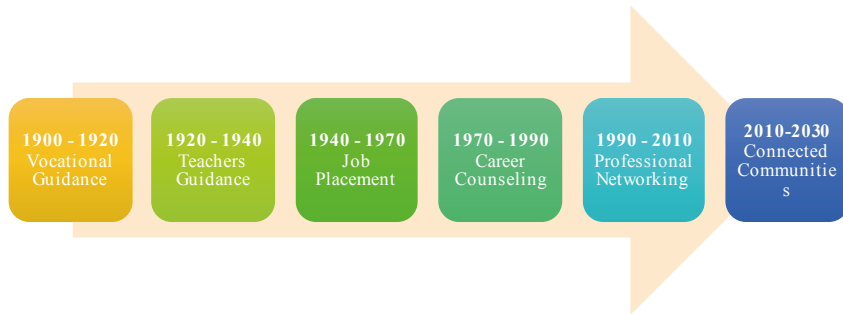 1900 - 1920
Vocational
Guidance
1920 - 1940
Teachers
Guidance
1940 - 1970
Job
Placement
1970 - 1990
Career
Counseling
1990 - 2010
Professional
Networking
2010-2030
Connected
Communitie
s